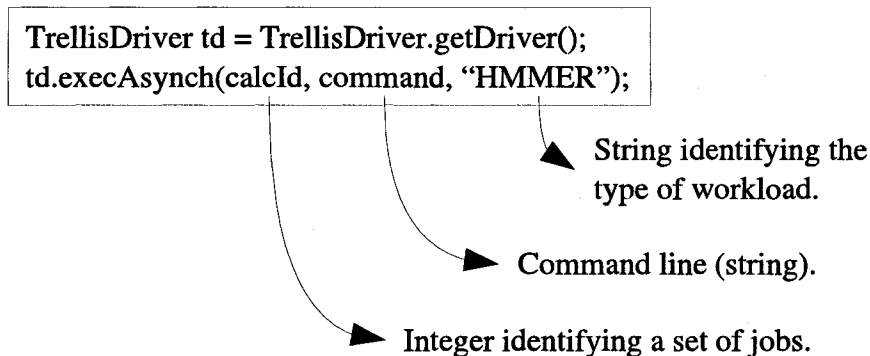 TrellisDriver td = TrellisDriver.getDriver();
td.execAsynch(calcId, command, “HMMER”);
String identifying the
type of workload.
Command line (string).
Integer identifying a set of jobs.